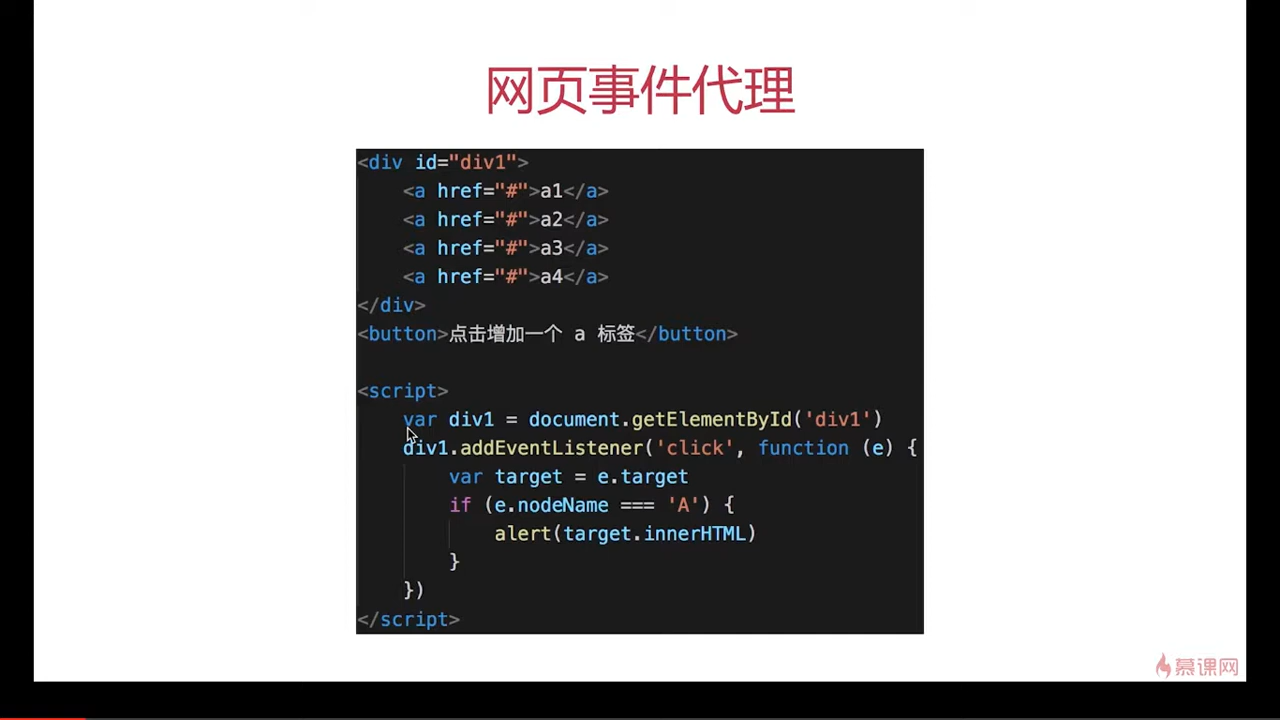 网页事件代理
<div id="div1">
    <a href="#">a1</a>
    <a href="#">a2</a>
    <a href="#">a3</a>
    <a href="#">a4</a>
</div>
<button>点击增加一个 a 标签</button>
<script>
    var div1 = document.getElementById('div1')
    div1.addEventListener('click', function (e) {
        var target = e.target
        if (e.nodeName === 'A') {
            alert(target.innerHTML)
        }
    })
</script>
慕课网